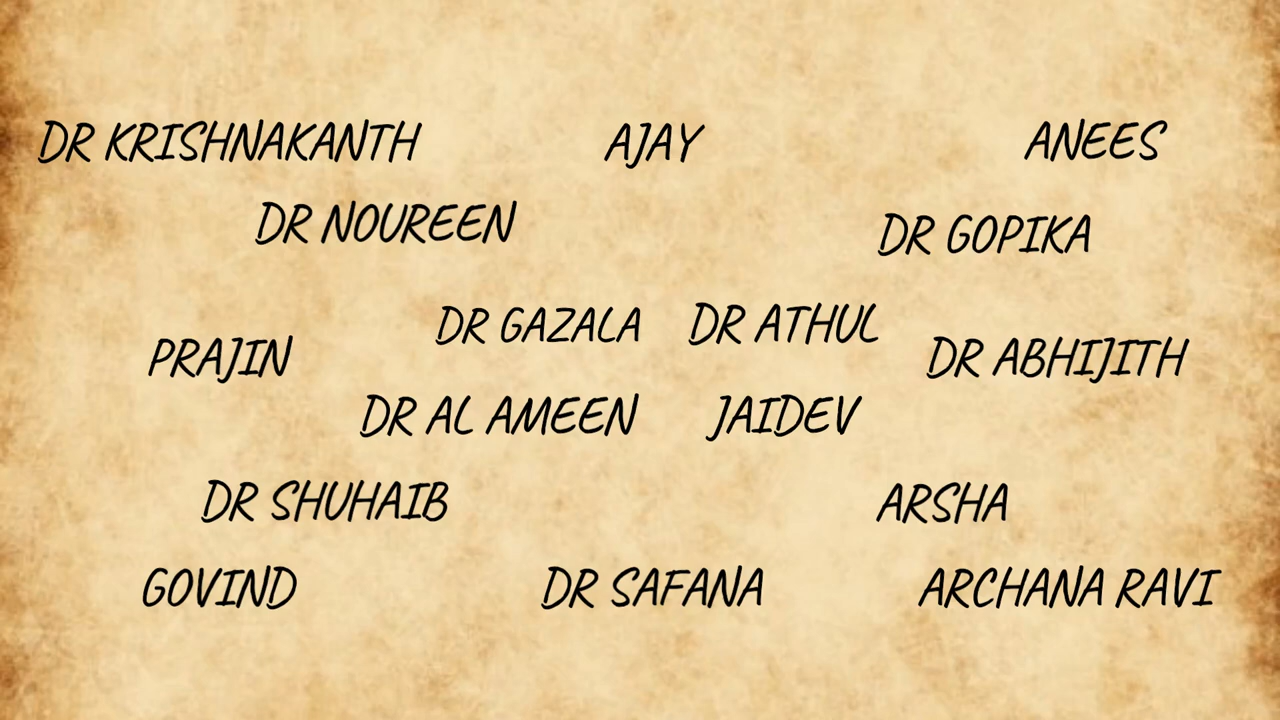 DR KRISHNAKANTH
AJAY
ANEES
DR NOUREEN
DR GOPIKA
DR GAZALA
DR ATHUL
PRAJIN
DR ABHIJITH
DR AL AMEEN
JAIDEV
DR SHUHAIB
ARSHA
GOVIND
DR SAFANA
ARCHANA RAVI